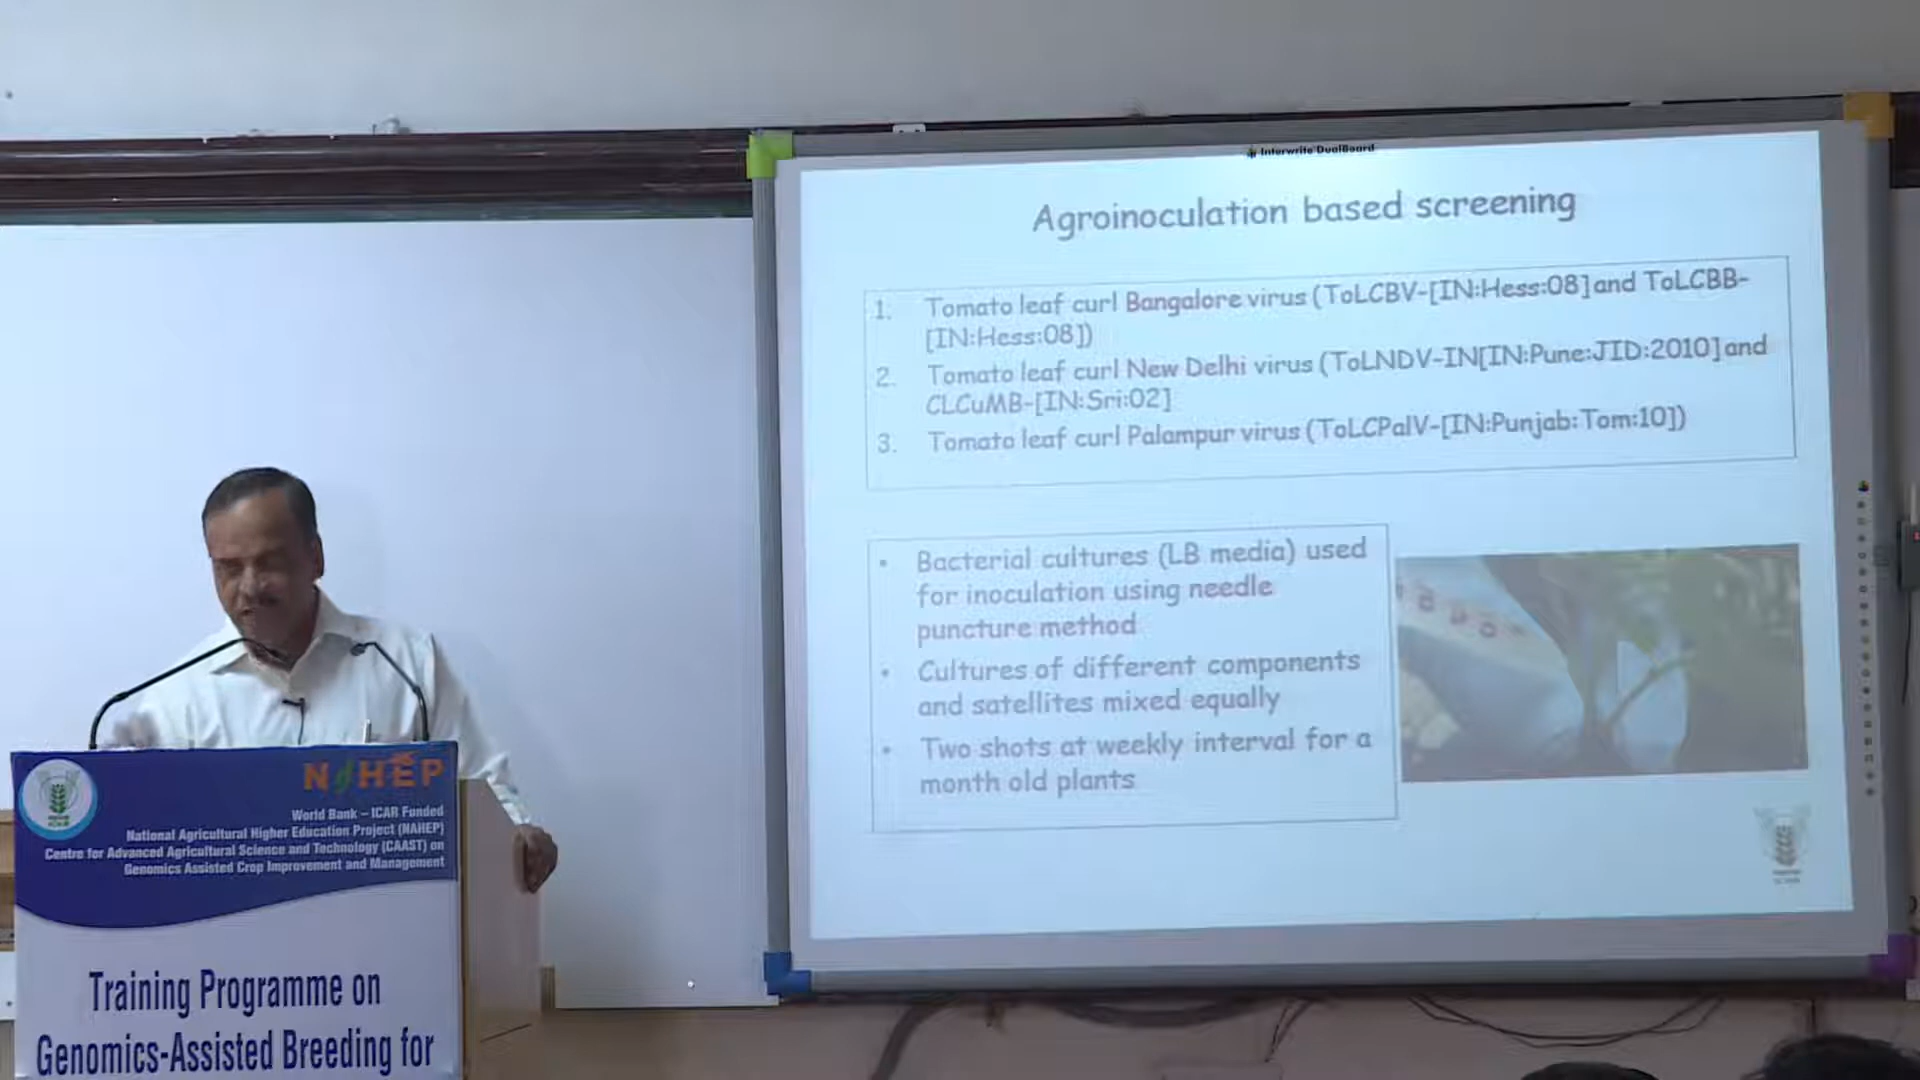 Interwrite DualBoard
Agroinoculation based screening
1. Tomato leaf curl Bangalore virus (ToLCBV-[IN:Hess:08] and ToLCBB-
[IN:Hess:08])
2. Tomato leaf curl New Delhi virus (ToLNDV-IN[IN:Pune:JID:2010] and
CLCuMB-[IN:Sri:02]
3. Tomato leaf curl Palampur virus (ToLCPalV-[IN:Punjab:Tom:10])
• Bacterial cultures (LB media) used
for inoculation using needle
puncture method
• Cultures of different components
and satellites mixed equally
• Two shots at weekly interval for a
month old plants
NAHEP
World Bank – ICAR Funded
National Agricultural Higher Education Project (NAHEP)
Centre for Advanced Agricultural Science and Technology (CAAST) on
Genomics Assisted Crop Improvement and Management
Training Programme on
Genomics-Assisted Breeding for